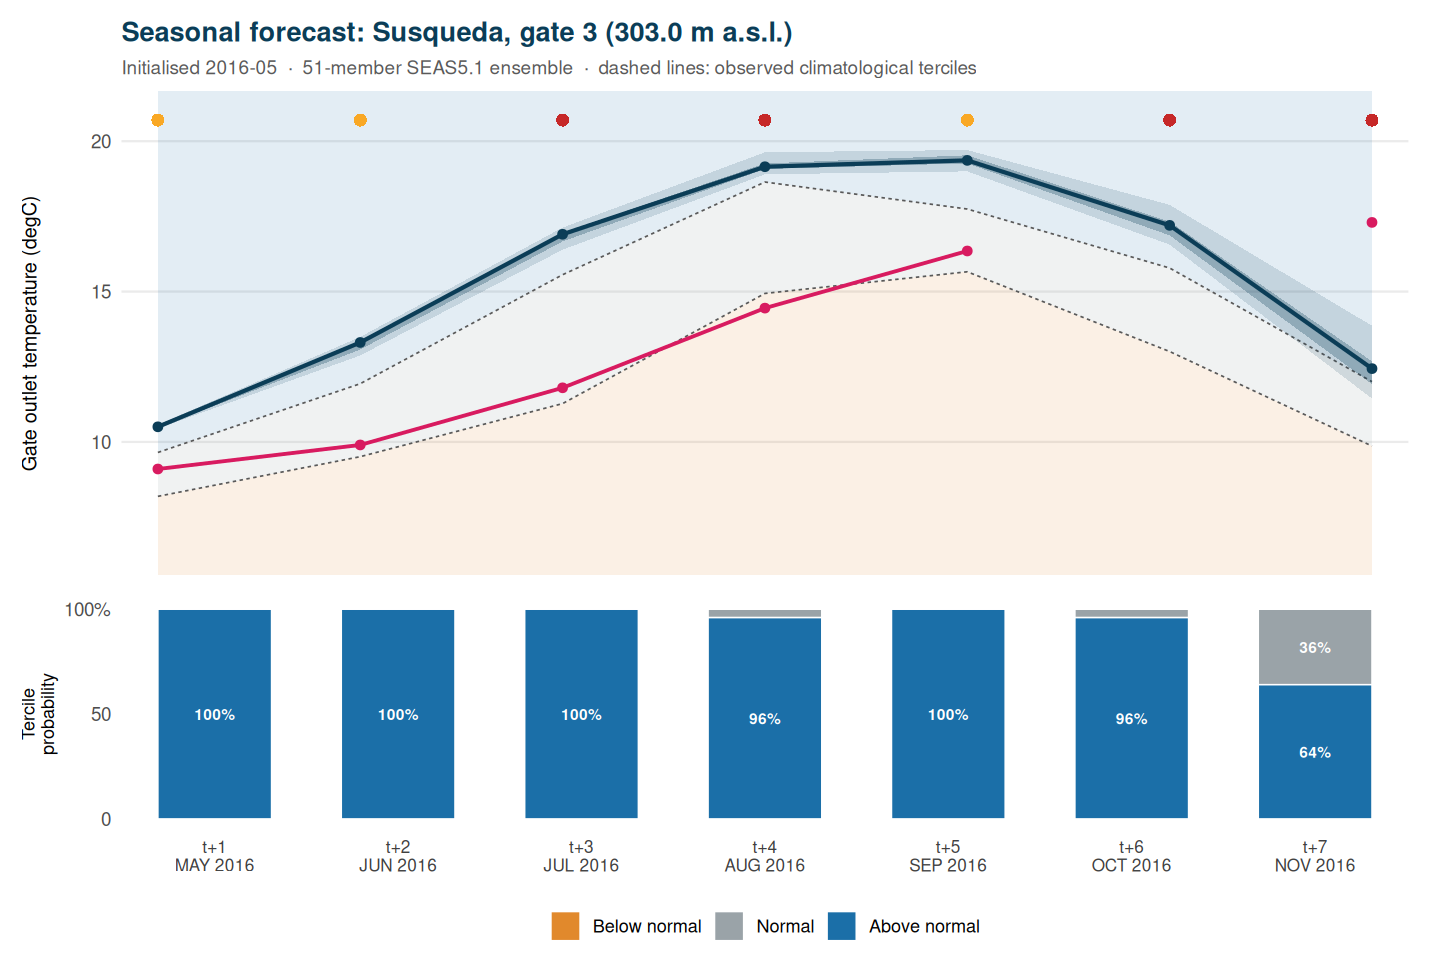 Seasonal forecast: Susqueda, gate 3 (303.0 m a.s.l.)
Initialised 2016-05 · 51-member SEAS5.1 ensemble · dashed lines: observed climatological terciles
Gate outlet temperature (degC)
20
15
10
Tercile
probability
100%
50
0
100%
100%
100%
96%
100%
96%
36%
64%
t+1
MAY 2016
t+2
JUN 2016
t+3
JUL 2016
t+4
AUG 2016
t+5
SEP 2016
t+6
OCT 2016
t+7
NOV 2016
Below normal
Normal
Above normal